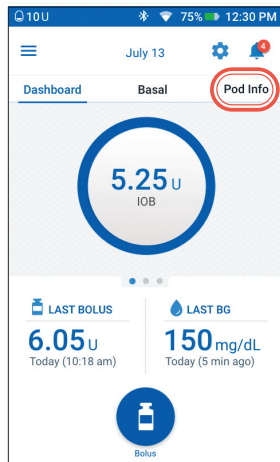 10 U 75% 12:30 PM
July 13 4
Dashboard Basal Pod Info
5.25 U
IOB
LAST BOLUS LAST BG
6.05 U 150 mg/dL
Today (10:18 am) Today (5 min ago)
Bolus